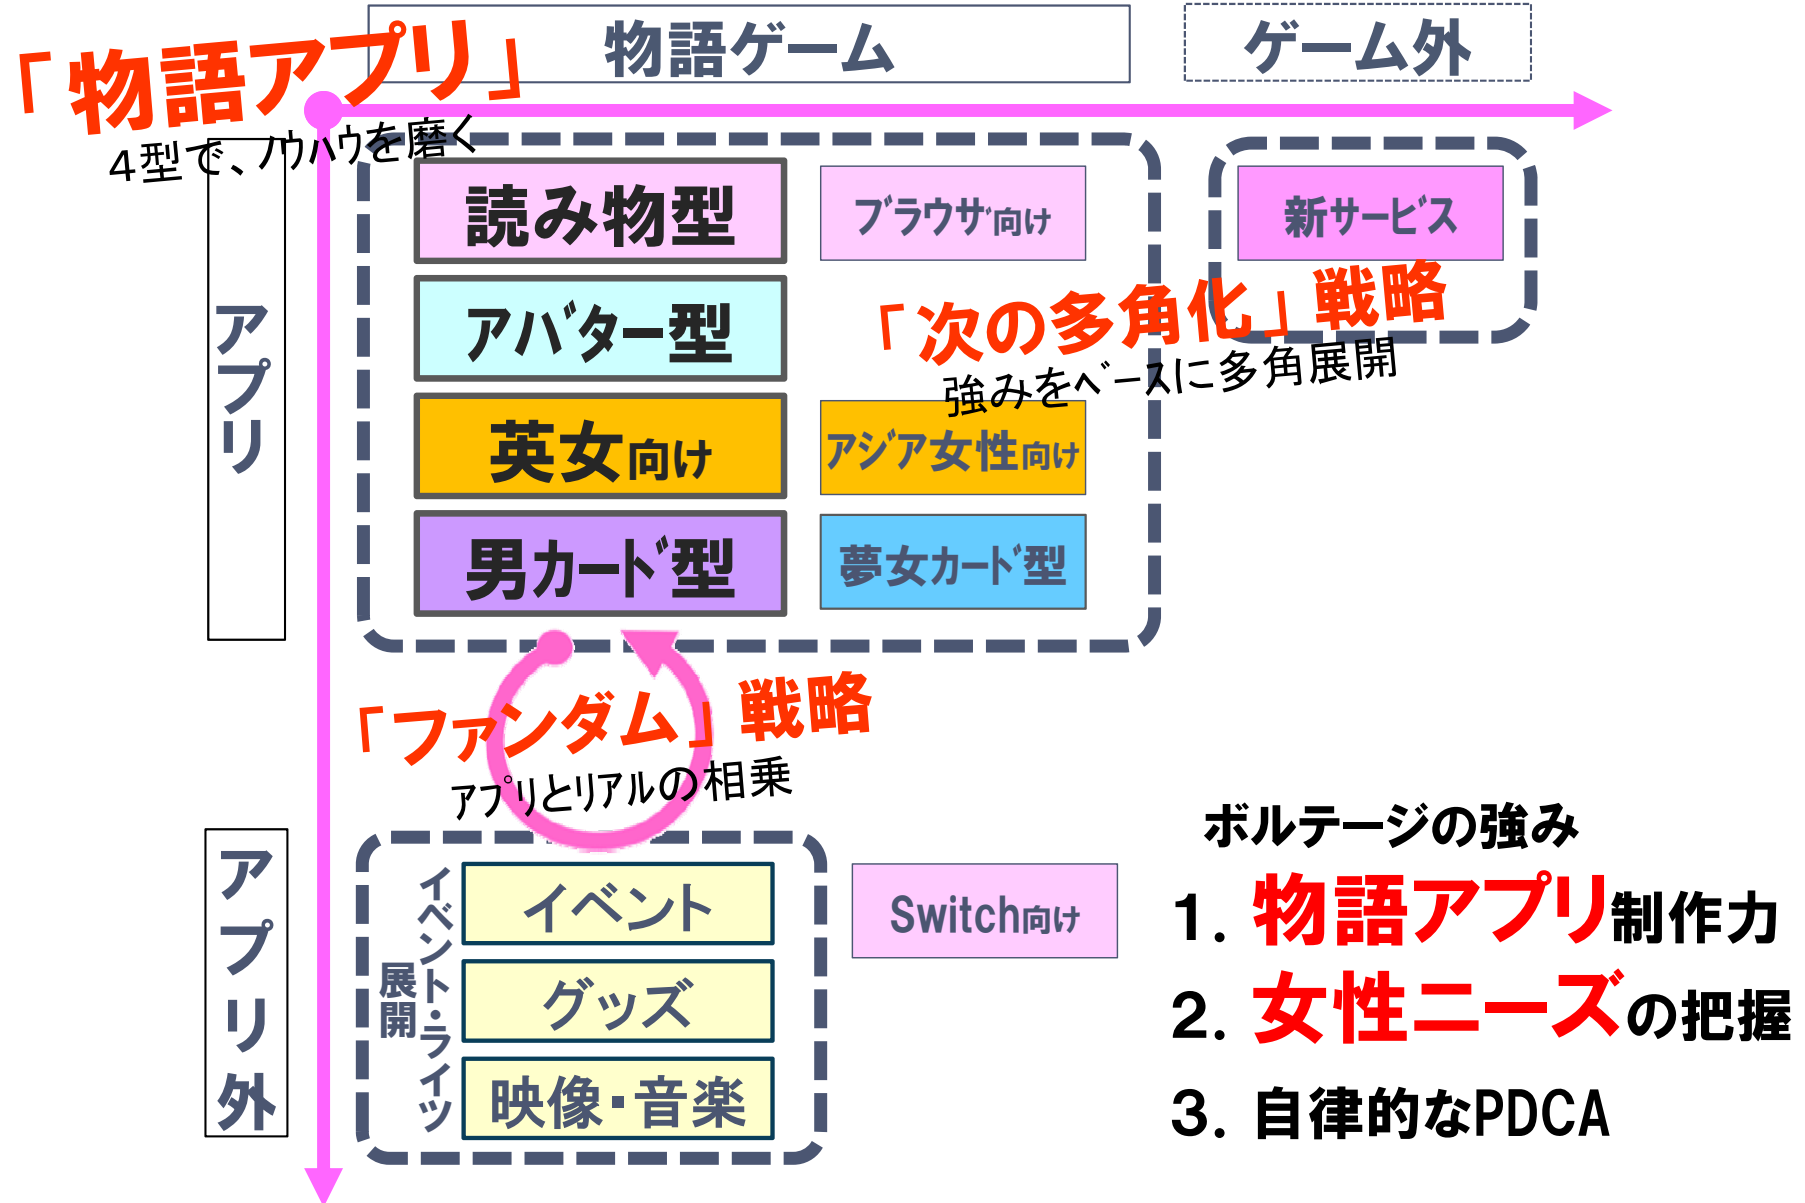 物語ゲーム
ゲーム外
「物語アプリ」
4型で、ﾉｳﾊｳを磨く
アプリ
読み物型
ﾌﾞﾗｳｻﾞ向け
新サービス
アバター型
「次の多角化」戦略
強みをﾍﾞｰｽに多角展開
英女向け
アジア女性向け
男カード型
夢女カード型
「ファンダム」戦略
ｱﾌﾟﾘとﾘｱﾙの相乗
アプリ外
イベント・ライツ
展開
イベント
グッズ
映像・音楽
Switch向け
ボルテージの強み
1. 物語アプリ制作力
2. 女性ニーズの把握
3. 自律的なPDCA